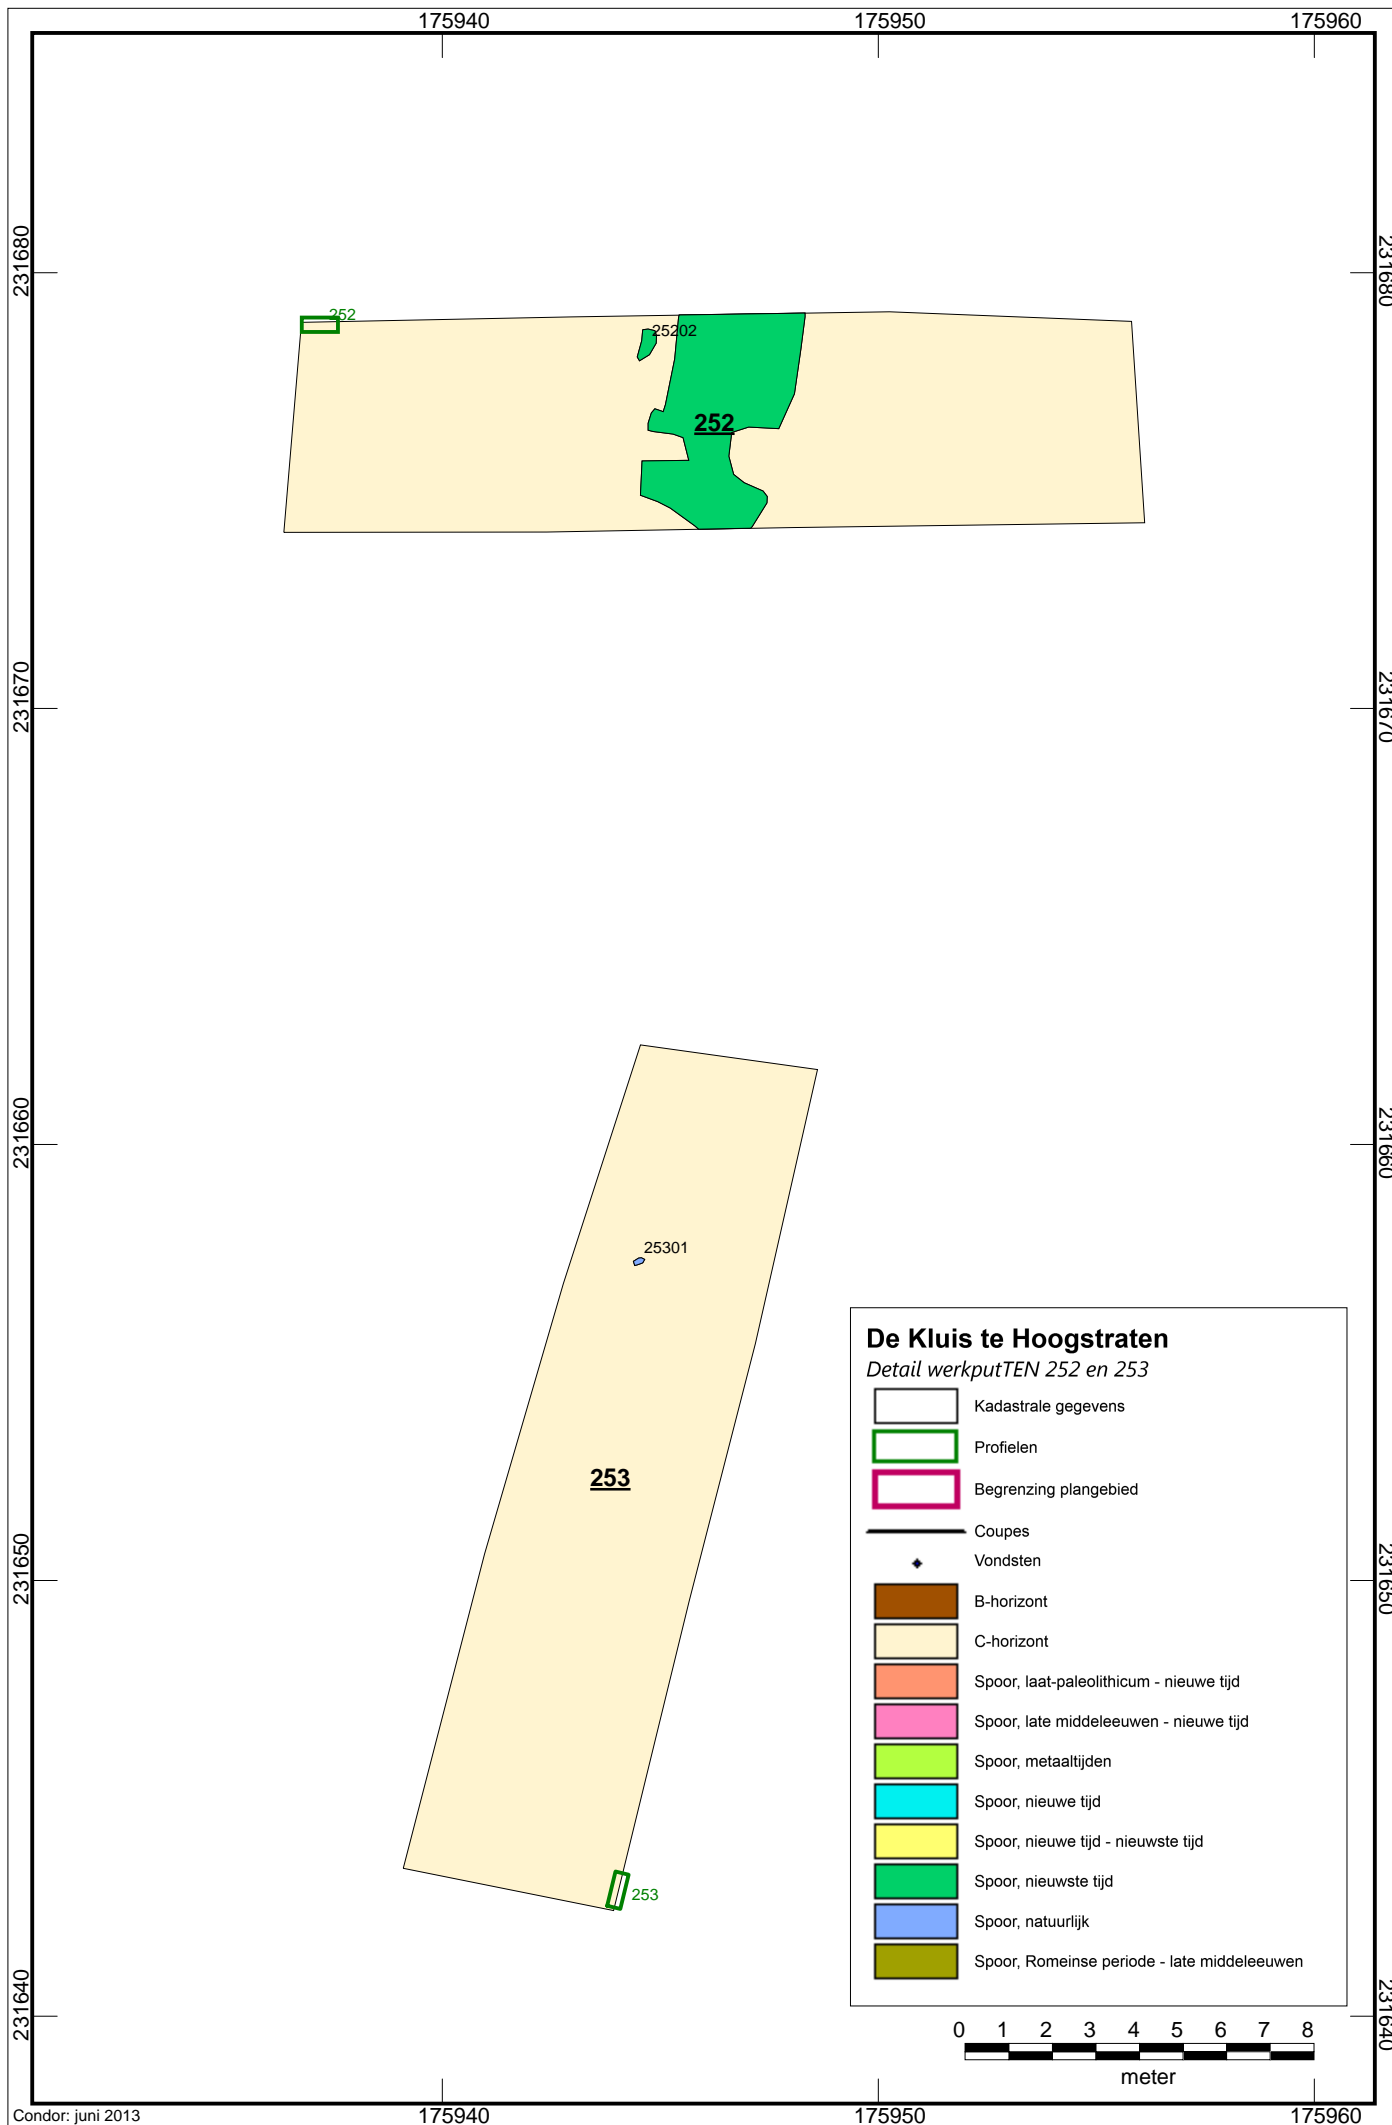 175940 175950 175960
231680 231680
252
25202
252
231670 231670
231660 231660
25301
253
231650 231650
253
231640 231640
De Kluis te Hoogstraten
Detail werkputTEN 252 en 253
Kadastrale gegevens
Profielen
Begrenzing plangebied
Coupes
Vondsten
B-horizont
C-horizont
Spoor, laat-paleolithicum - nieuwe tijd
Spoor, late middeleeuwen - nieuwe tijd
Spoor, metaaltijden
Spoor, nieuwe tijd
Spoor, nieuwe tijd - nieuwste tijd
Spoor, nieuwste tijd
Spoor, natuurlijk
Spoor, Romeinse periode - late middeleeuwen
0 1 2 3 4 5 6 7 8
meter
Condor: juni 2013
175940 175950 175960